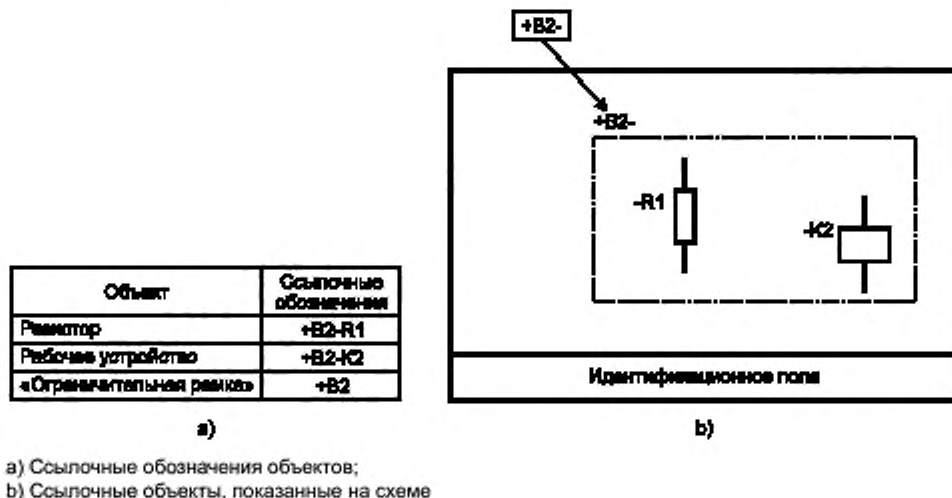 +B2-
+B2-
-R1
-K2
Объект Ссылочные обозначения
Резистор +B2-R1
Рабочее устройство +B2-K2
«Ограничительная рамка» +B2
Идентификационное поле
a) b)
a) Ссылочные обозначения объектов;
b) Ссылочные объекты, показанные на схеме